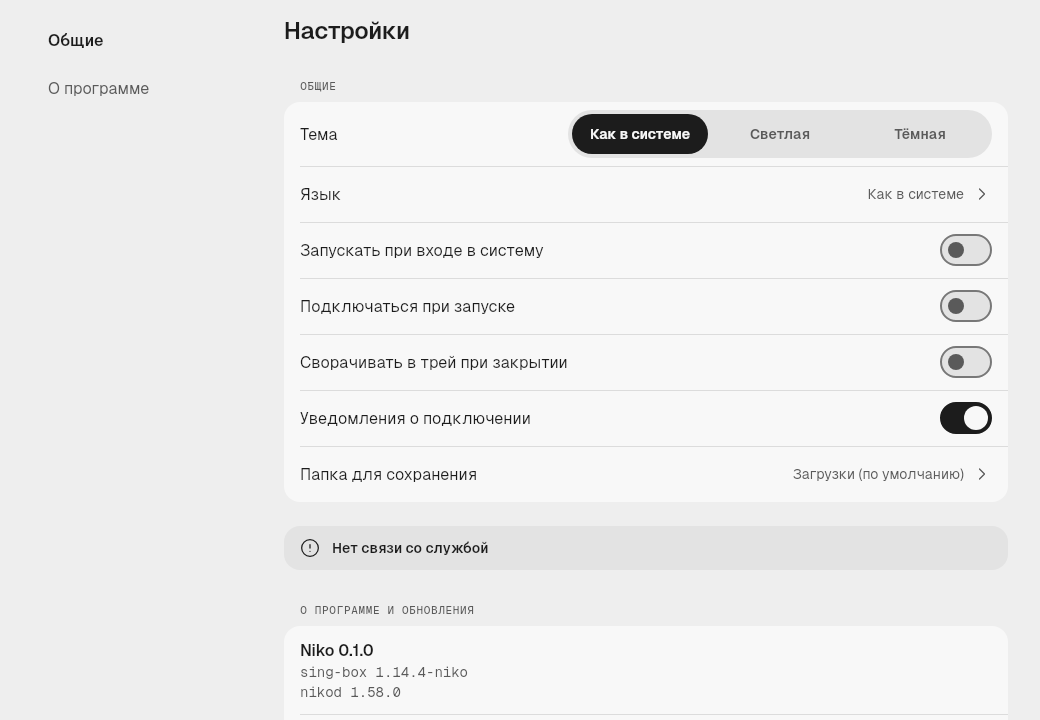 Общие
О программе
Настройки
ОБЩИЕ
Тема
Как в системе
Светлая
Тёмная
Язык
Как в системе
Запускать при входе в систему
Подключаться при запуске
Сворачивать в трей при закрытии
Уведомления о подключении
Папка для сохранения
Загрузки (по умолчанию)
Нет связи со службой
О ПРОГРАММЕ И ОБНОВЛЕНИЯ
Niko 0.1.0
sing-box 1.14.4-niko
nikod 1.58.0